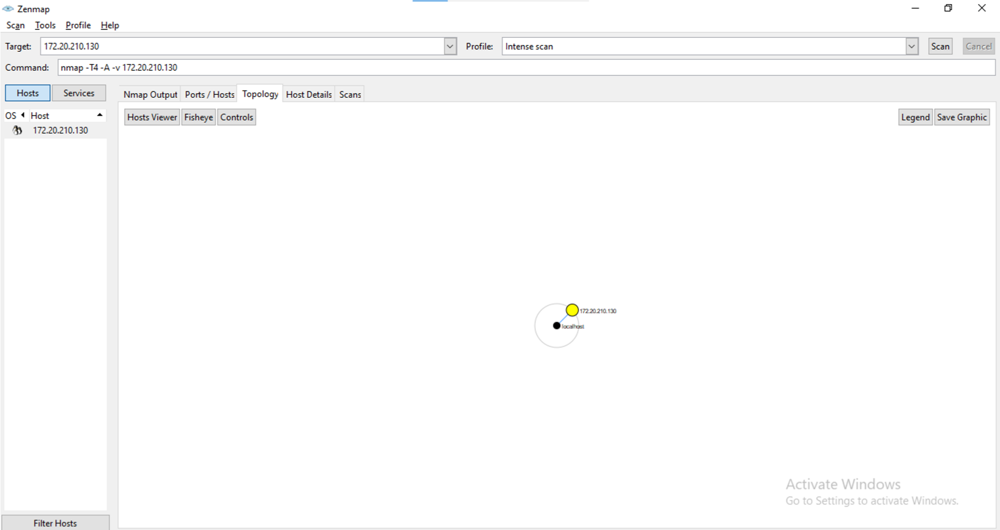 Zenmap
Scan Tools Profile Help
Target: 172.20.210.130 Profile: Intense scan Scan Cancel
Command: nmap -T4 -A -v 172.20.210.130
Hosts Services Nmap Output Ports / Hosts Topology Host Details Scans
OS Host Hosts Viewer Fisheye Controls Legend Save Graphic
172.20.210.130
172.20.210.130
localhost
Activate Windows
Go to Settings to activate Windows.
Filter Hosts